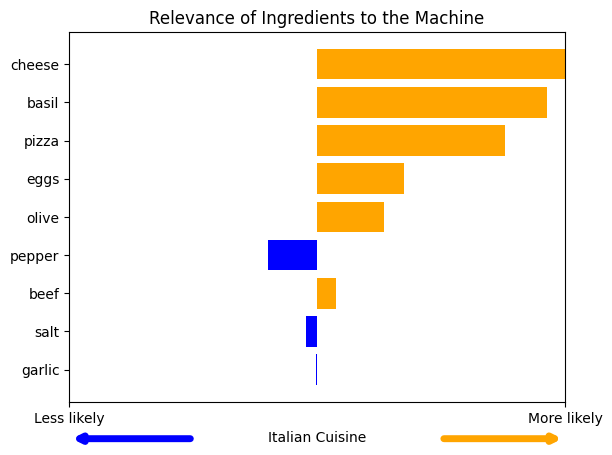 Relevance of Ingredients to the Machine
cheese
basil
pizza
eggs
olive
pepper
beef
salt
garlic
Less likely More likely
Italian Cuisine